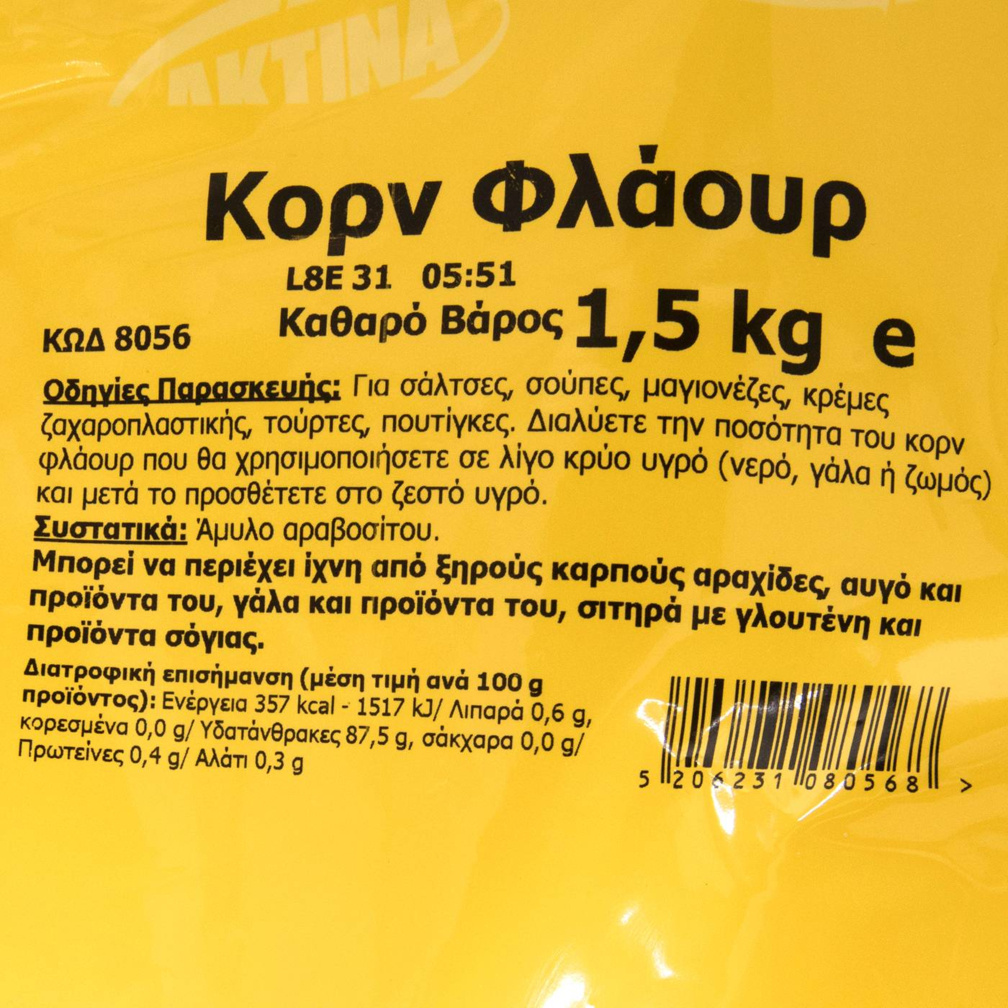 ΑΚΤΙΝΑ
Κορν Φλάουρ
L8E 31 05:51
ΚΩΔ 8056 Καθαρό Βάρος 1,5 kg e
Οδηγίες Παρασκευής: Για σάλτσες, σούπες, μαγιονέζες, κρέμες
ζαχαροπλαστικής, τούρτες, πουτίγκες. Διαλύετε την ποσότητα του κορν
φλάουρ που θα χρησιμοποιήσετε σε λίγο κρύο υγρό (νερό, γάλα ή ζωμός)
και μετά το προσθέτετε στο ζεστό υγρό.
Συστατικά: Άμυλο αραβοσίτου.
Μπορεί να περιέχει ίχνη από ξηρούς καρπούς αραχίδες, αυγό και
προϊόντα του, γάλα και προϊόντα του, σιτηρά με γλουτένη και
προϊόντα σόγιας.
Διατροφική επισήμανση (μέση τιμή ανά 100 g
προϊόντος): Ενέργεια 357 kcal - 1517 kJ/ Λιπαρά 0,6 g,
κορεσμένα 0,0 g/ Υδατάνθρακες 87,5 g, σάκχαρα 0,0 g/
Πρωτείνες 0,4 g/ Αλάτι 0,3 g
5 206231 080568 >